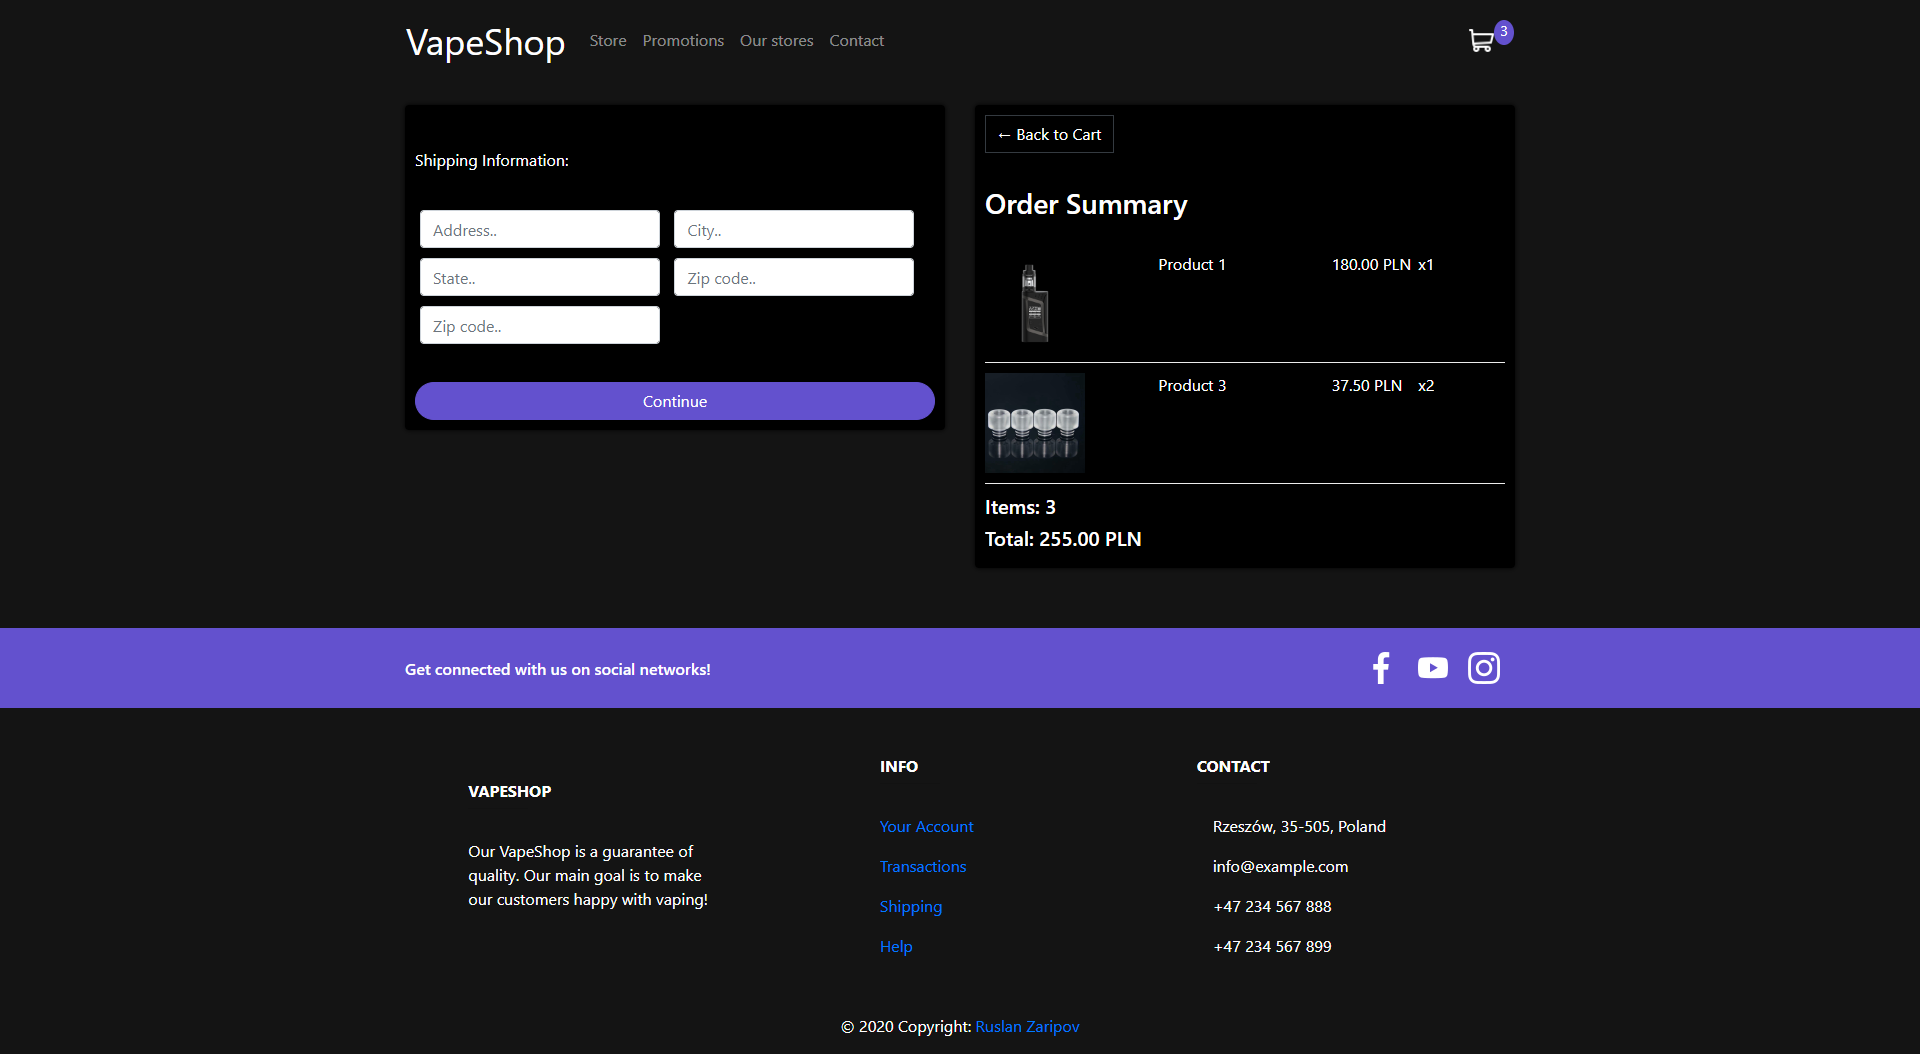 VapeShop Store Promotions Our stores Contact 3
Shipping Information:
Address.. City..
State.. Zip code..
Zip code..
Continue
← Back to Cart
Order Summary
Product 1 180.00 PLN x1
Product 3 37.50 PLN x2
Items: 3
Total: 255.00 PLN
Get connected with us on social networks!
VAPESHOP
Our VapeShop is a guarantee of
quality. Our main goal is to make
our customers happy with vaping!
INFO
Your Account
Transactions
Shipping
Help
CONTACT
Rzeszów, 35-505, Poland
info@example.com
+47 234 567 888
+47 234 567 899
© 2020 Copyright: Ruslan Zaripov